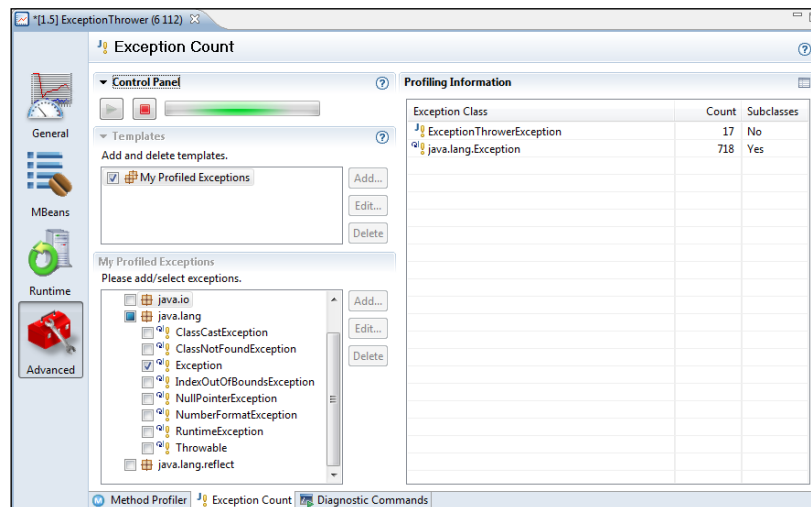 *[1.5] ExceptionThrower (6 112)
Exception Count
General
MBeans
Runtime
Advanced
Control Panel
Templates
Add and delete templates.
My Profiled Exceptions
Add...
Edit...
Delete
My Profiled Exceptions
Please add/select exceptions.
java.io
java.lang
ClassCastException
ClassNotFoundException
Exception
IndexOutOfBoundsException
NullPointerException
NumberFormatException
RuntimeException
Throwable
java.lang.reflect
Add...
Edit...
Delete
Profiling Information
Exception Class Count Subclasses
ExceptionThrowerException 17 No
java.lang.Exception 718 Yes
Method Profiler Exception Count Diagnostic Commands